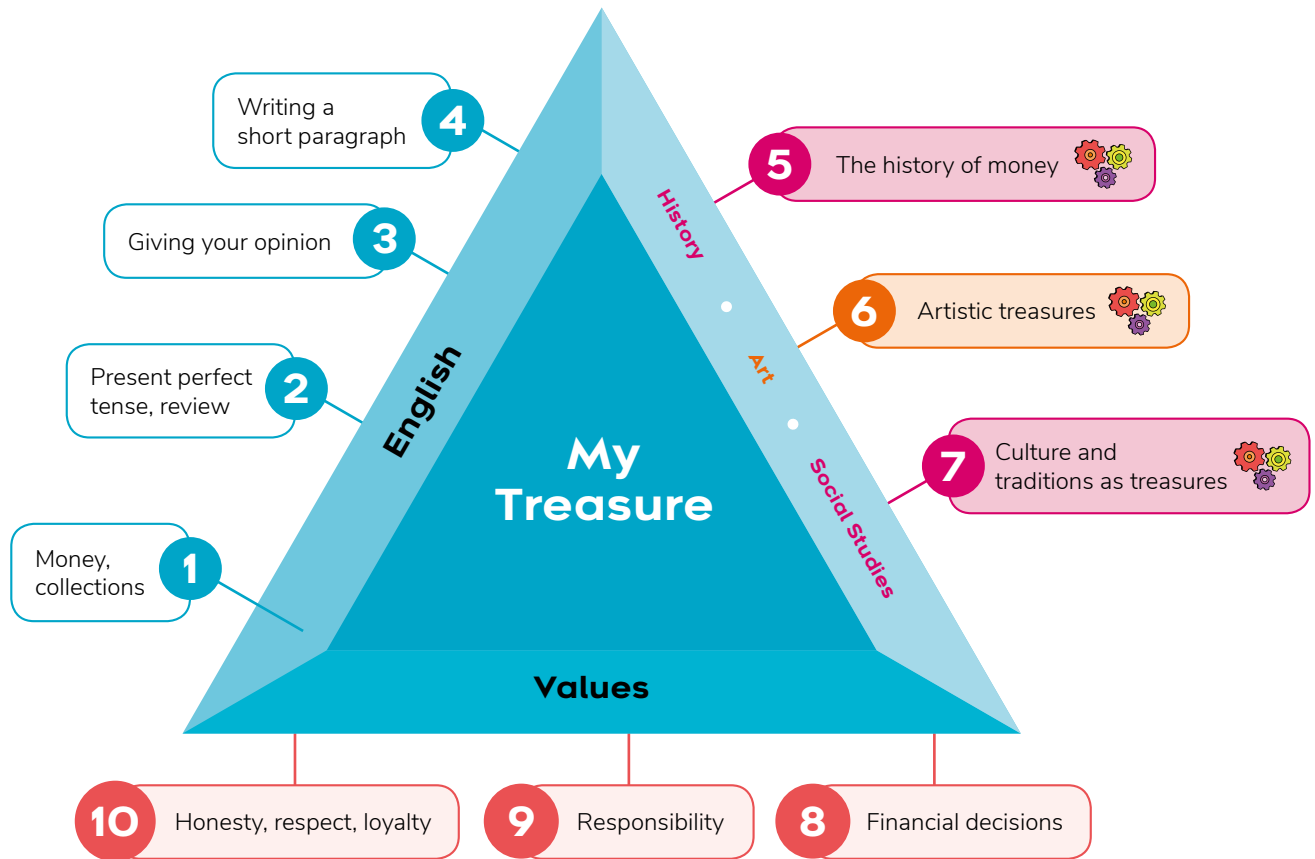 4
Writing a
short paragraph
3
Giving your opinion
2
Present perfect
tense, review
1
Money,
collections
English
My
Treasure
History
Art
Social Studies
5
The history of money
6
Artistic treasures
7
Culture and
traditions as treasures
Values
10
Honesty, respect, loyalty
9
Responsibility
8
Financial decisions